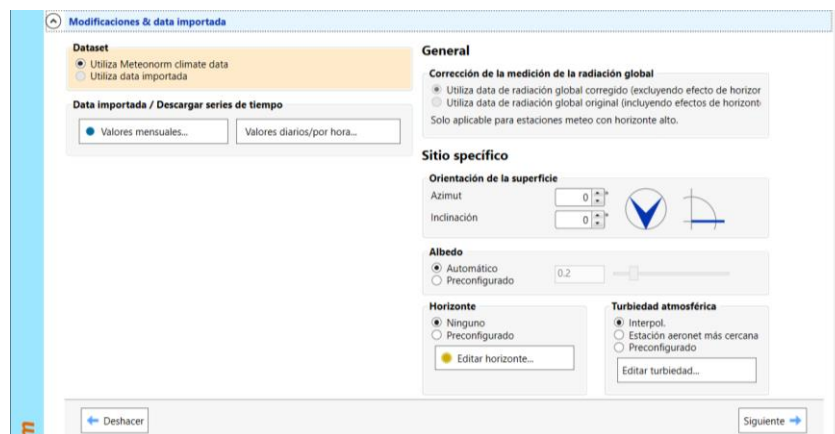 Modificaciones & data importada
Dataset
Utiliza Meteonorm climate data
Utiliza data importada
Data importada / Descargar series de tiempo
Valores mensuales...
Valores diarios/por hora...
General
Corrección de la medición de la radiación global
Utiliza data de radiación global corregido (excluyendo efecto de horizor
Utiliza data de radiación global original (incluyendo efectos de horizont
Solo aplicable para estaciones meteo con horizonte alto.
Sitio specífico
Orientación de la superficie
Azimut 0 °
Inclinación 0 °
Albedo
Automático 0.2
Preconfigurado
Horizonte
Ninguno
Preconfigurado
Editar horizonte...
Turbiedad atmosférica
Interpol.
Estación aeronet más cercana
Preconfigurado
Editar turbiedad...
Deshacer
Siguiente
m